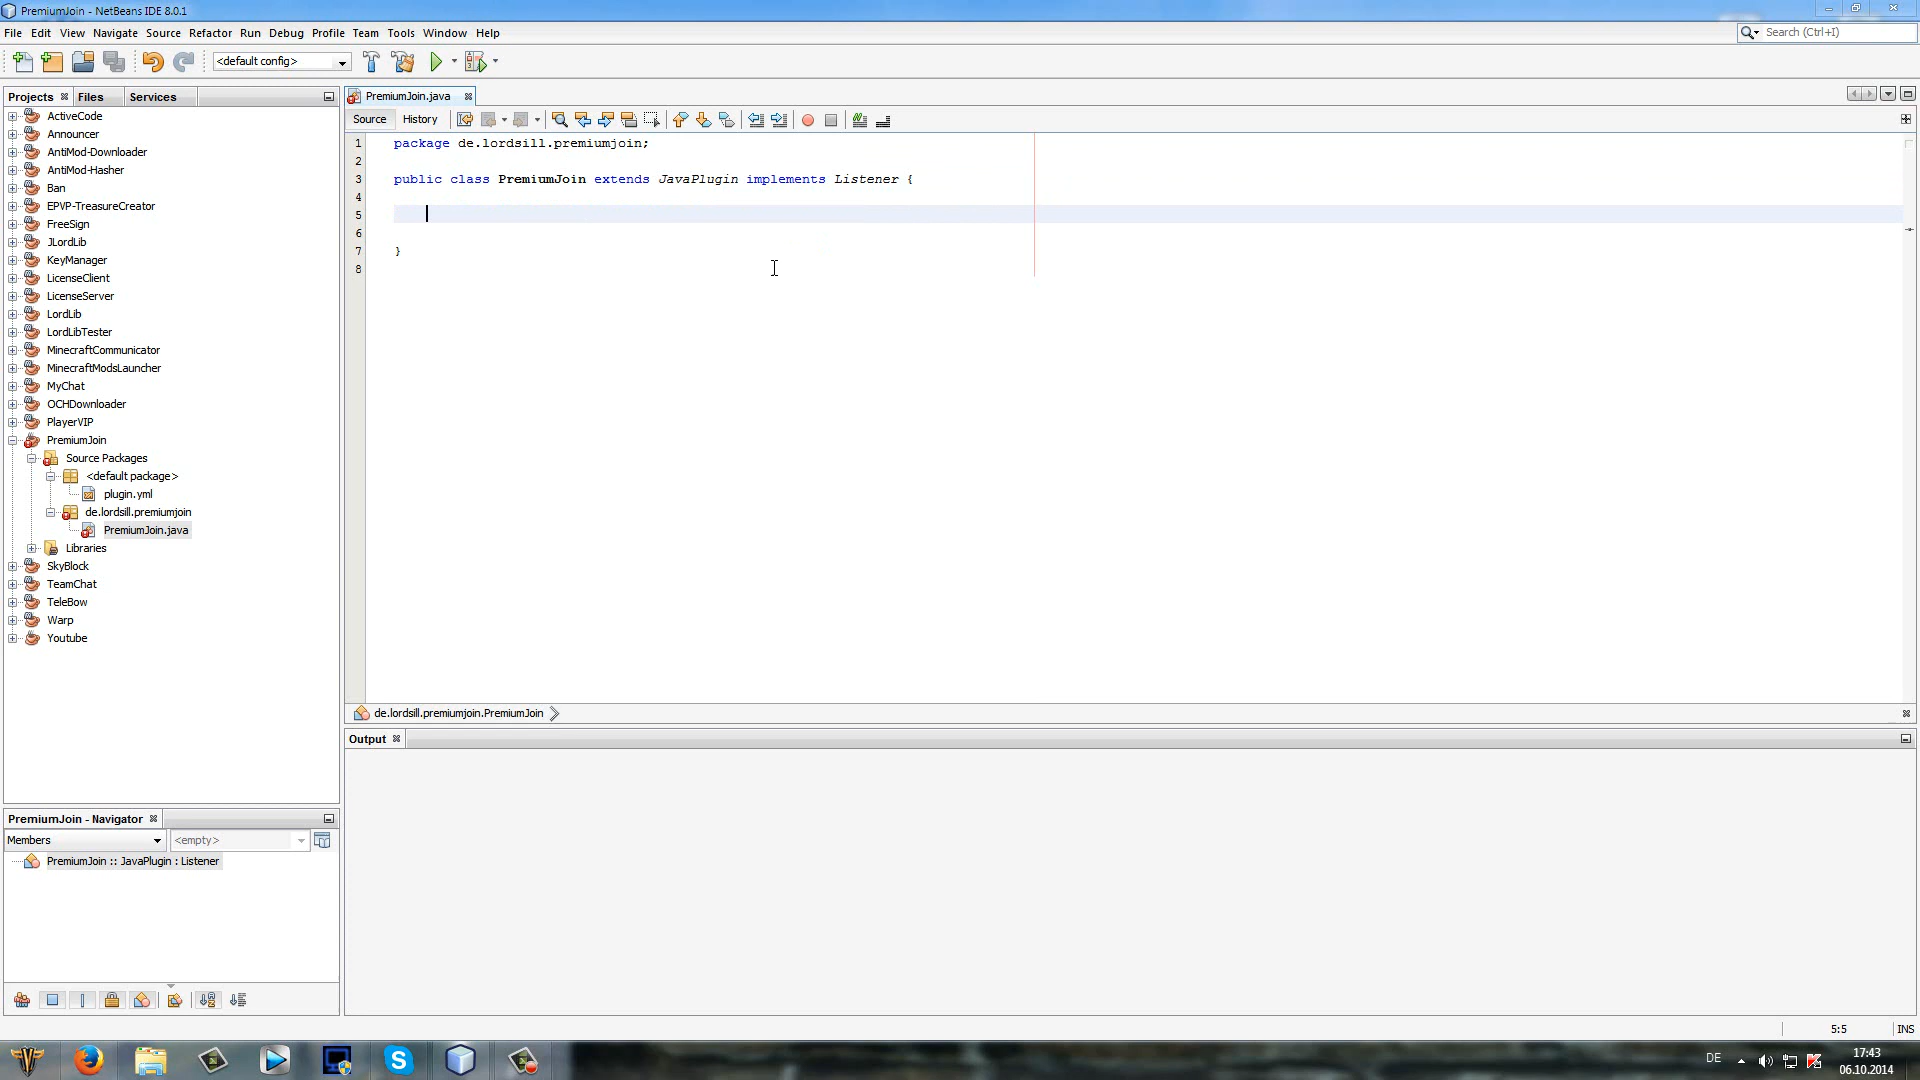 PremiumJoin - NetBeans IDE 8.0.1
File Edit View Navigate Source Refactor Run Debug Profile Team Tools Window Help
Search (Ctrl+I)
<default config>
Projects Files Services
PremiumJoin.java
ActiveCode
Announcer
AntiMod-Downloader
AntiMod-Hasher
Ban
EPVP-TreasureCreator
FreeSign
JLordLib
KeyManager
LicenseClient
LicenseServer
LordLib
LordLibTester
MinecraftCommunicator
MinecraftModsLauncher
MyChat
OCHDownloader
PlayerVIP
PremiumJoin
Source Packages
<default package>
plugin.yml
de.lordsill.premiumjoin
PremiumJoin.java
Libraries
SkyBlock
TeamChat
TeleBow
Warp
Youtube
Source History
1 package de.lordsill.premiumjoin;
2
3 public class PremiumJoin extends JavaPlugin implements Listener {
4
5
6
7 }
8
de.lordsill.premiumjoin.PremiumJoin
Output
PremiumJoin - Navigator
Members <empty>
PremiumJoin :: JavaPlugin : Listener
5:5 INS
DE
17:43
06.10.2014